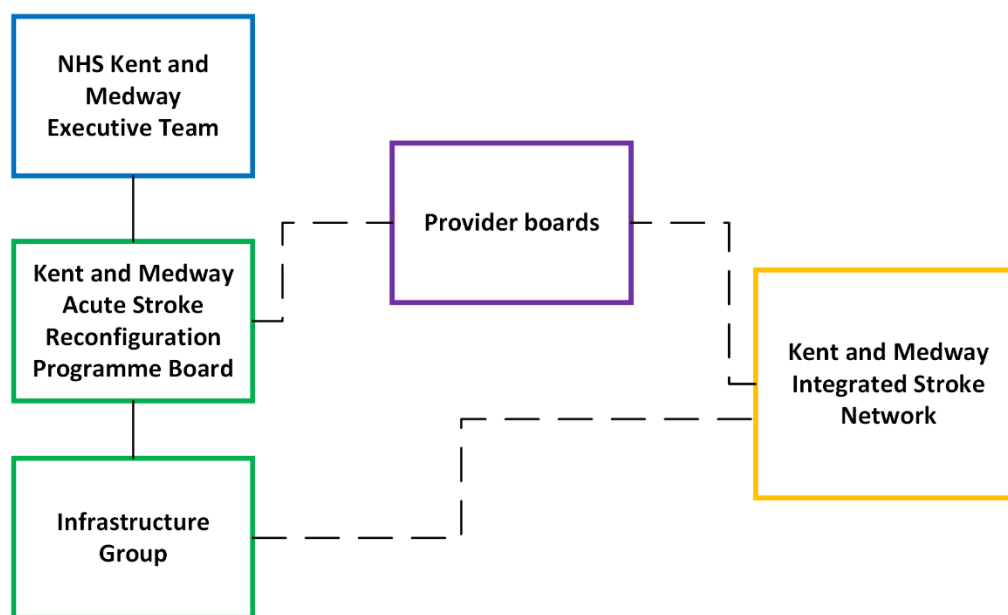 NHS Kent and
Medway
Executive Team
Provider boards
Kent and Medway
Acute Stroke
Reconfiguration
Programme Board
Kent and Medway
Integrated Stroke
Network
Infrastructure
Group